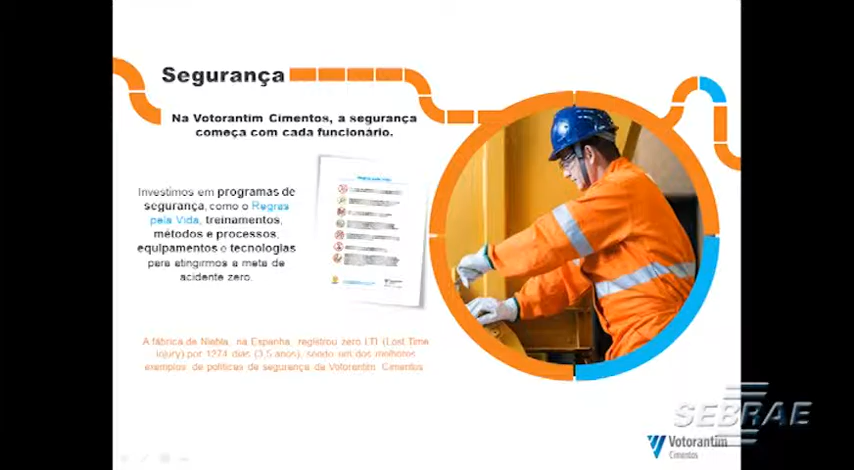 Segurança
Na Votorantim Cimentos, a segurança
começa com cada funcionário.
Investimos em programas de
segurança, como o Regras
pela Vida, treinamentos,
métodos e processos,
equipamentos e tecnologias
para atingirmos a meta de
acidente zero.
A fábrica de Niebla, na Espanha, registrou zero LTI (Lost Time
Injury) por 1274 dias (3,5 anos), sendo um dos melhores
exemplos de políticas de segurança da Votorantim Cimentos
SEBRAE
Votorantim
Cimentos